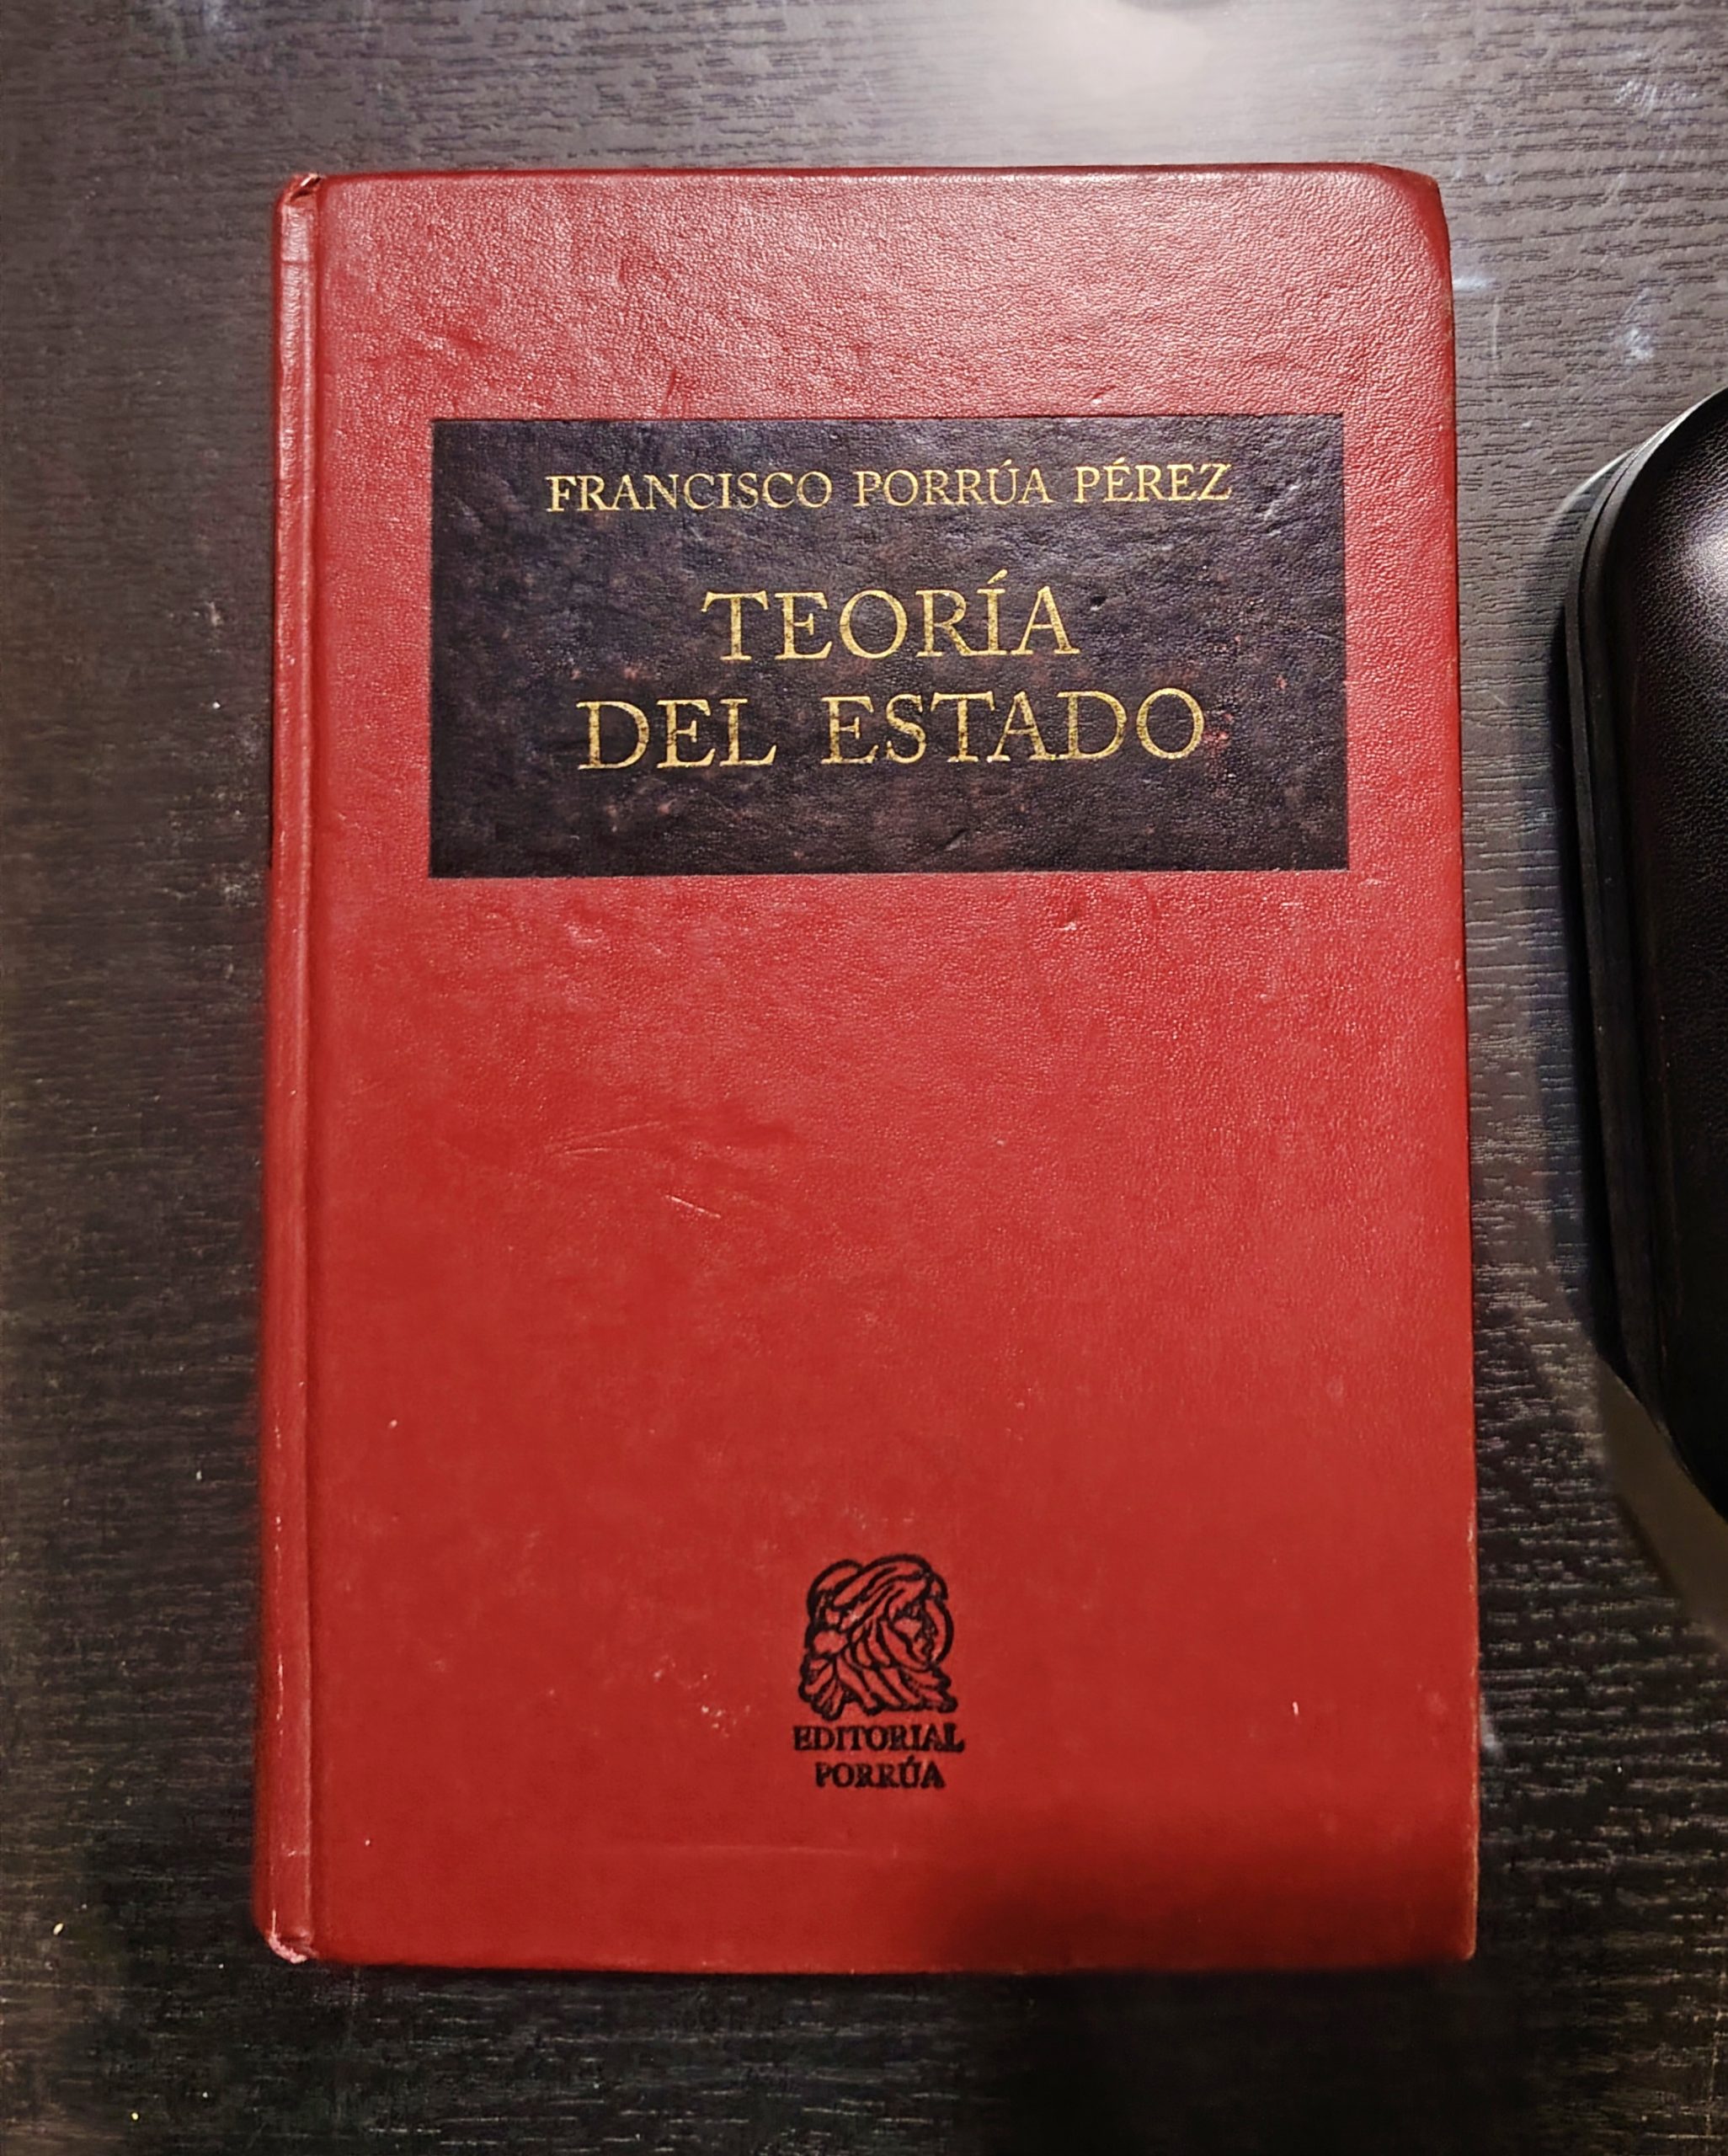 FRANCISCO PORRÚA PÉREZ
TEORÍA
DEL ESTADO
EDITORIAL
PORRÚA